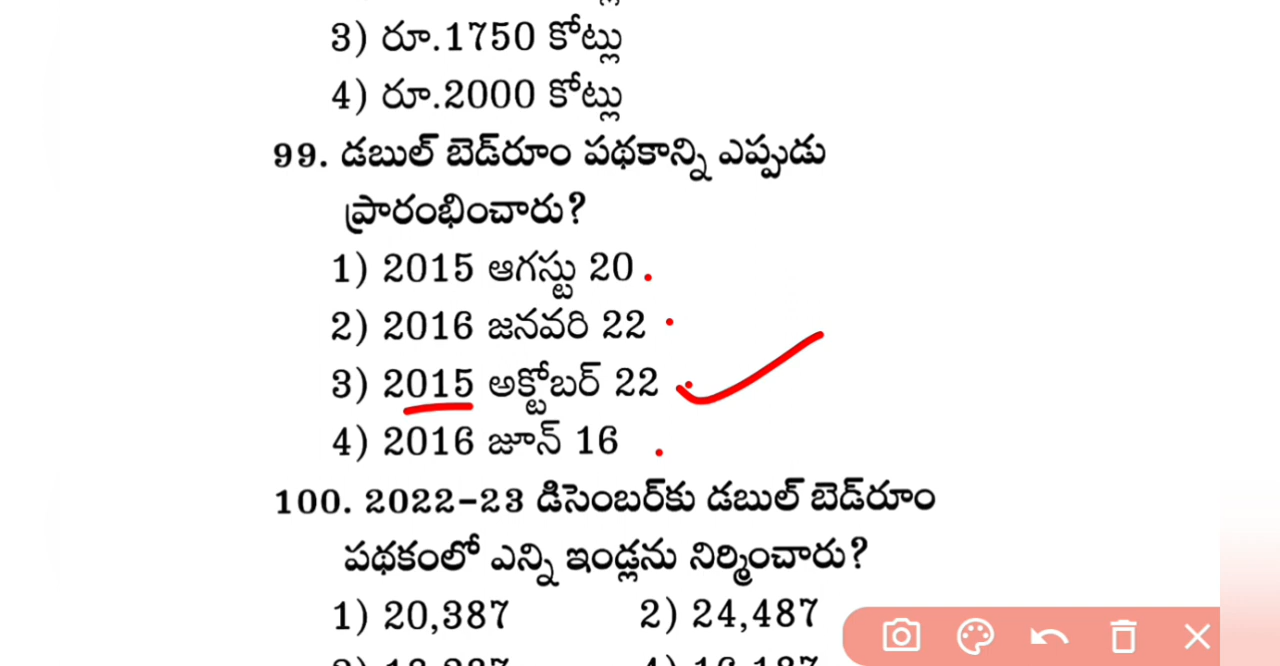 3) రూ.1750 కోట్లు
4) రూ.2000 కోట్లు
99. డబుల్ బెడ్‌రూం పథకాన్ని ఎప్పుడు
ప్రారంభించారు?
1) 2015 ఆగస్టు 20
2) 2016 జనవరి 22
3) 2015 అక్టోబర్ 22
4) 2016 జూన్ 16
100. 2022-23 డిసెంబర్‌కు డబుల్ బెడ్‌రూం
పథకంలో ఎన్ని ఇండ్లను నిర్మించారు?
1) 20,387 2) 24,487